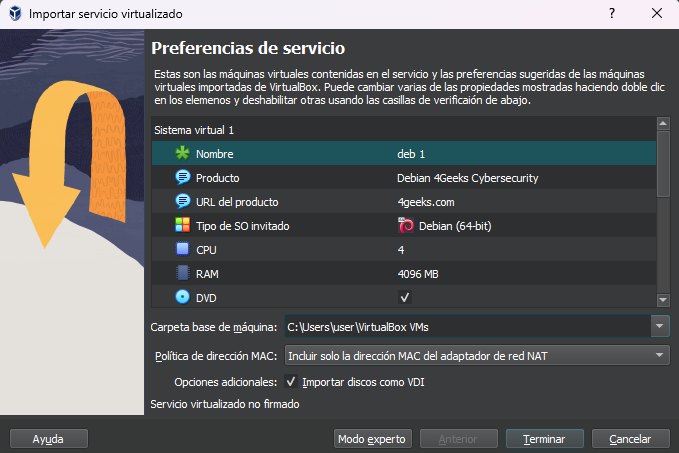 Importar servicio virtualizado
Preferencias de servicio
Estas son las máquinas virtuales contenidas en el servicio y las preferencias sugeridas de las máquinas
virtuales importadas de VirtualBox. Puede cambiar varias de las propiedades mostradas haciendo doble clic
en los elemenos y deshabilitar otras usando las casillas de verificaión de abajo.
Sistema virtual 1
Nombre deb 1
Producto Debian 4Geeks Cybersecurity
URL del producto 4geeks.com
Tipo de SO invitado Debian (64-bit)
CPU 4
RAM 4096 MB
DVD
Carpeta base de máquina: C:\Users\user\VirtualBox VMs
Política de dirección MAC: Incluir solo la dirección MAC del adaptador de red NAT
Opciones adicionales: Importar discos como VDI
Servicio virtualizado no firmado
Ayuda Modo experto Anterior Terminar Cancelar